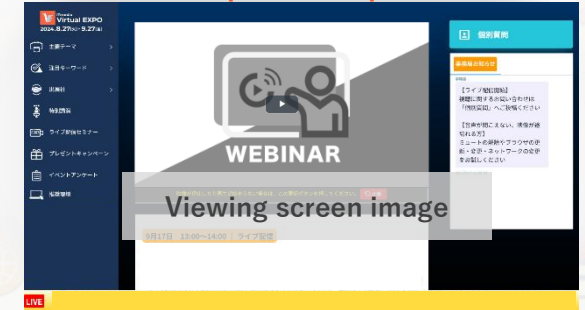 Virtual EXPO
2024.8.27㈫-9.27㈮
主要テーマ
注目キーワード
出展社
特別講演
ライブ配信セミナー
プレゼントキャンペーン
イベントアンケート
WEBINAR
Viewing screen image
9月17日 13:00~14:00 ｜ ライブ配信
個別質問
【ライブ配信開始】
視聴に関するお問い合わせは
「個別質問」へご投稿ください
【音声が聞こえない、映像が途
切れる方】
ミュートの解除やブラウザの更
新・変更・ネットワークの変更
をお試しください
LIVE